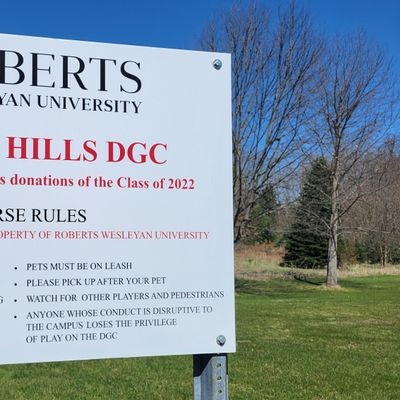 BERTS
YAN UNIVERSITY
HILLS DGC
s donations of the Class of 2022
RSE RULES
OPERTY OF ROBERTS WESLEYAN UNIVERSITY
• PETS MUST BE ON LEASH
• PLEASE PICK UP AFTER YOUR PET
G • WATCH FOR OTHER PLAYERS AND PEDESTRIANS
• ANYONE WHOSE CONDUCT IS DISRUPTIVE TO
THE CAMPUS LOSES THE PRIVILEGE
OF PLAY ON THE DGC